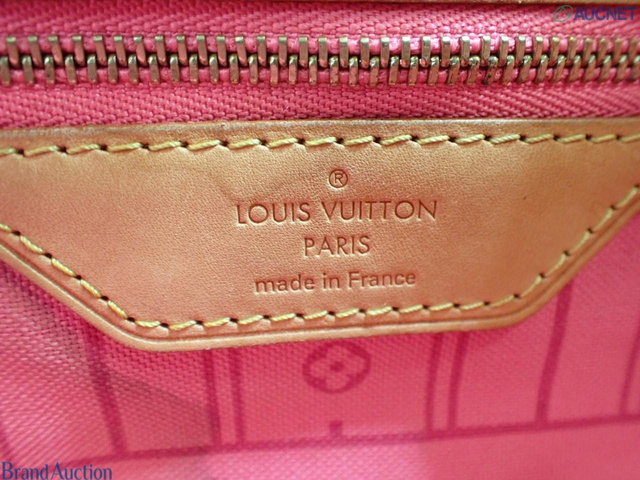 AUCNET
®
LOUIS VUITTON
PARIS
made in France
Brand Auction